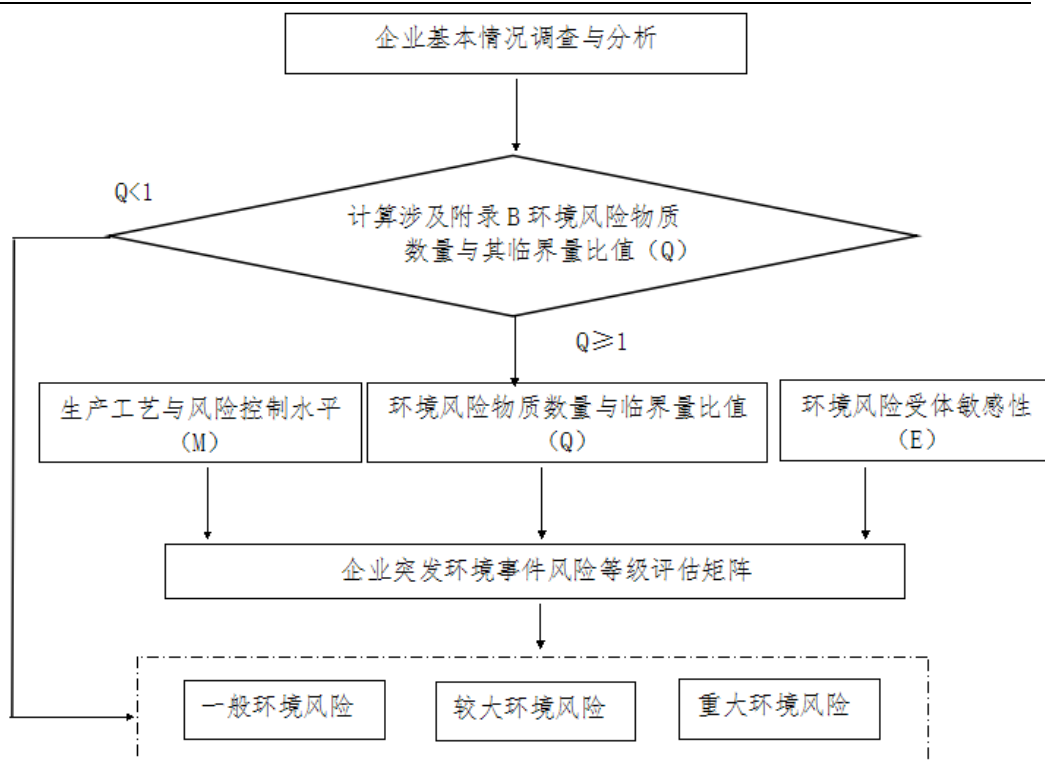 企业基本情况调查与分析
Q<1
计算涉及附录 B 环境风险物质
数量与其临界量比值（Q）
Q≥1
生产工艺与风险控制水平
（M）
环境风险物质数量与临界量比值
（Q）
环境风险受体敏感性
（E）
企业突发环境事件风险等级评估矩阵
一般环境风险
较大环境风险
重大环境风险